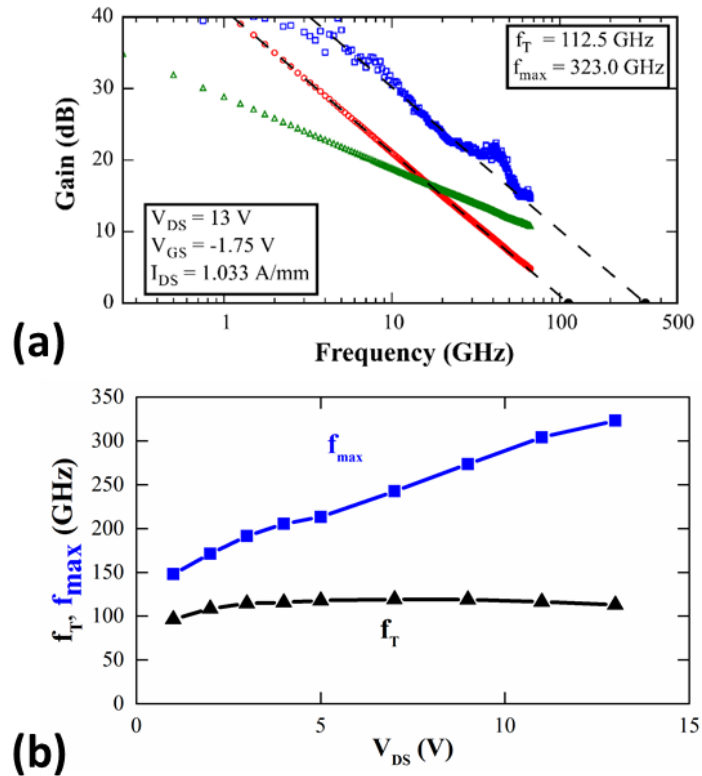 40
30
20
10
0
Gain (dB)
f_T = 112.5 GHz
f_max = 323.0 GHz
V_DS = 13 V
V_GS = -1.75 V
I_DS = 1.033 A/mm
1 10 100 500
Frequency (GHz)
(a)
350
300
250
200
150
100
50
0
f_T, f_max (GHz)
f_max
f_T
0 5 10 15
V_DS (V)
(b)